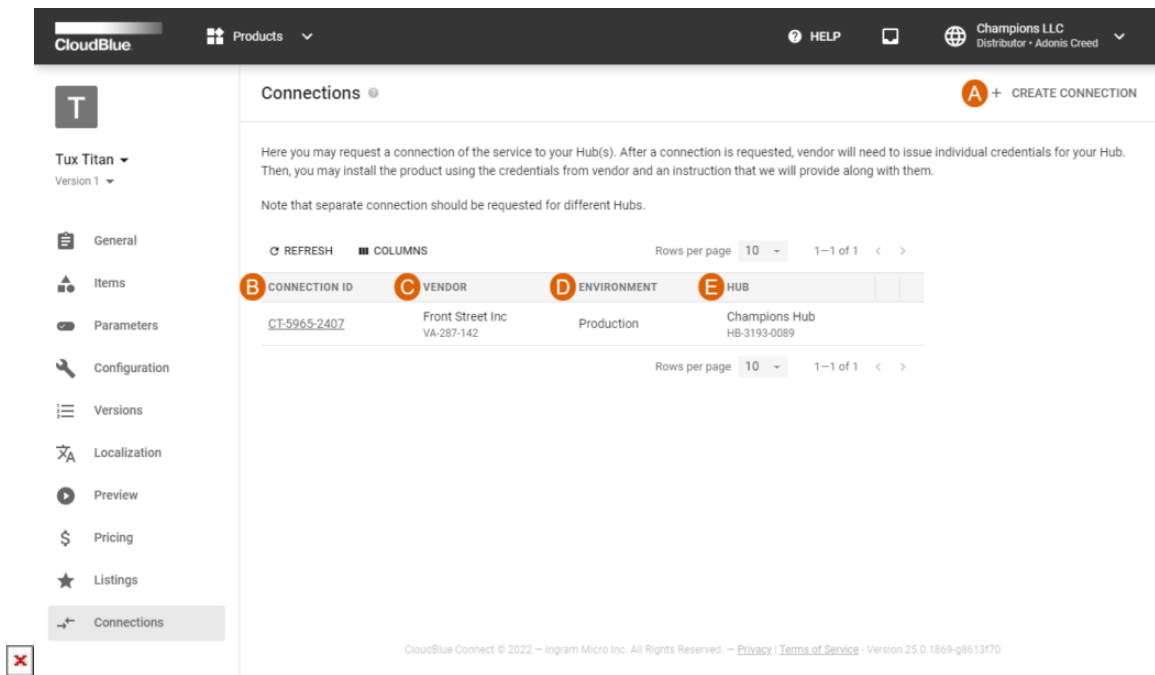 CloudBlue
Products
HELP
Champions LLC
Distributor • Adonis Creed
T
Tux Titan
Version 1
General
Items
Parameters
Configuration
Versions
Localization
Preview
Pricing
Listings
Connections
Connections
A + CREATE CONNECTION
Here you may request a connection of the service to your Hub(s). After a connection is requested, vendor will need to issue individual credentials for your Hub.
Then, you may install the product using the credentials from vendor and an instruction that we will provide along with them.
Note that separate connection should be requested for different Hubs.
REFRESH COLUMNS Rows per page 10 1–1 of 1 < >
B CONNECTION ID C VENDOR D ENVIRONMENT E HUB
CT-5965-2407 Front Street Inc Production Champions Hub
VA-287-142 HB-3193-0089
Rows per page 10 1–1 of 1 < >
CloudBlue Connect © 2022 — Ingram Micro Inc. All Rights Reserved. — Privacy | Terms of Service - Version 25.0.1869-g8613f70